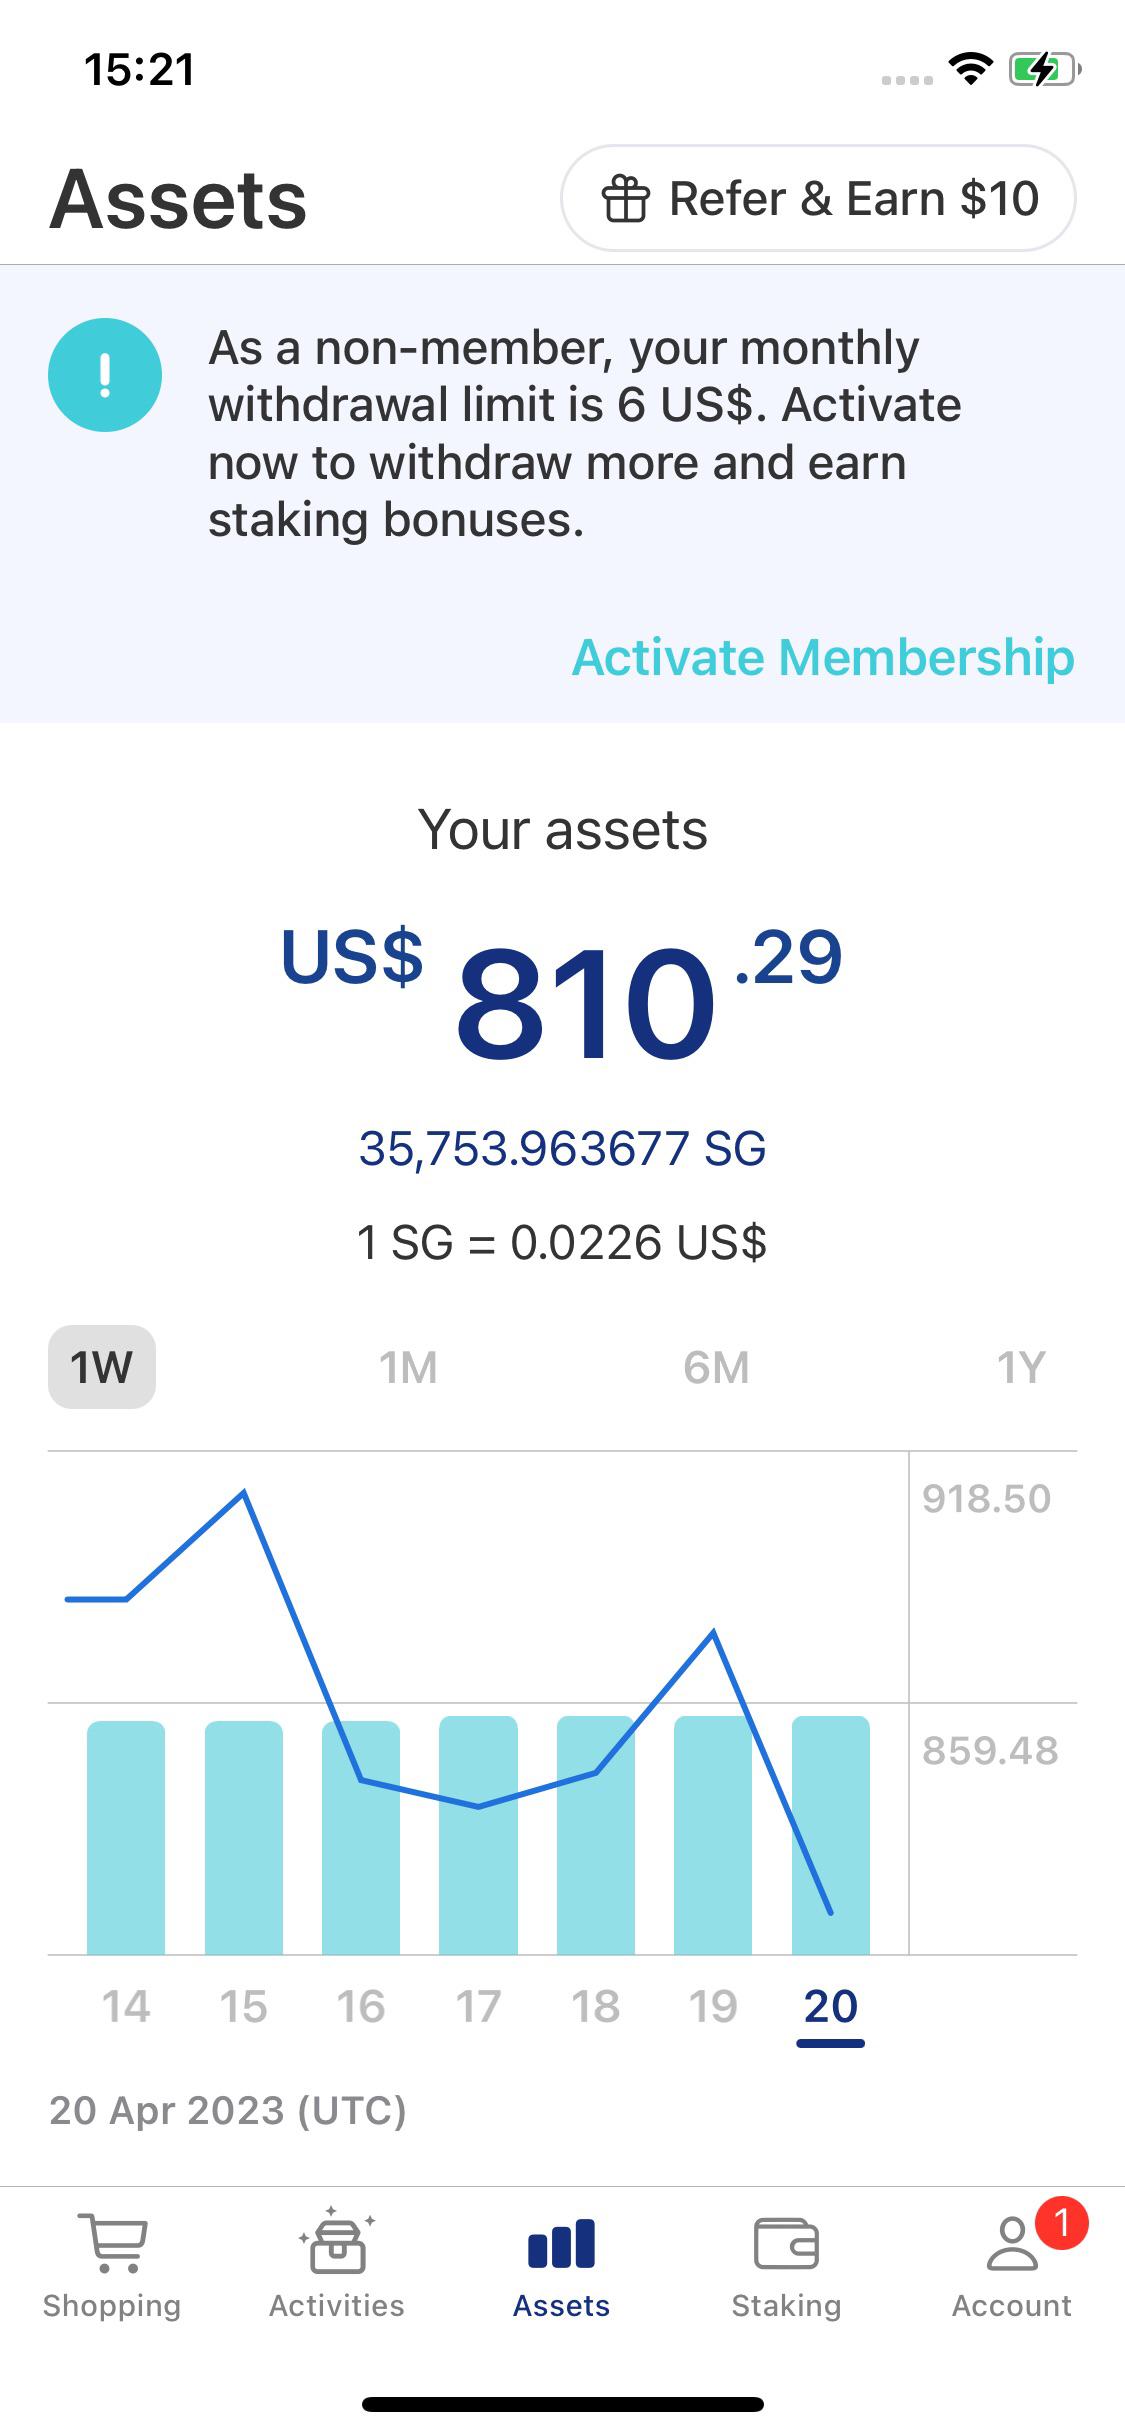 15:21
Assets
Refer & Earn $10
As a non-member, your monthly
withdrawal limit is 6 US$. Activate
now to withdraw more and earn
staking bonuses.
Activate Membership
Your assets
US$ 810.29
35,753.963677 SG
1 SG = 0.0226 US$
1W 1M 6M 1Y
918.50
859.48
14 15 16 17 18 19 20
20 Apr 2023 (UTC)
1
Shopping Activities Assets Staking Account